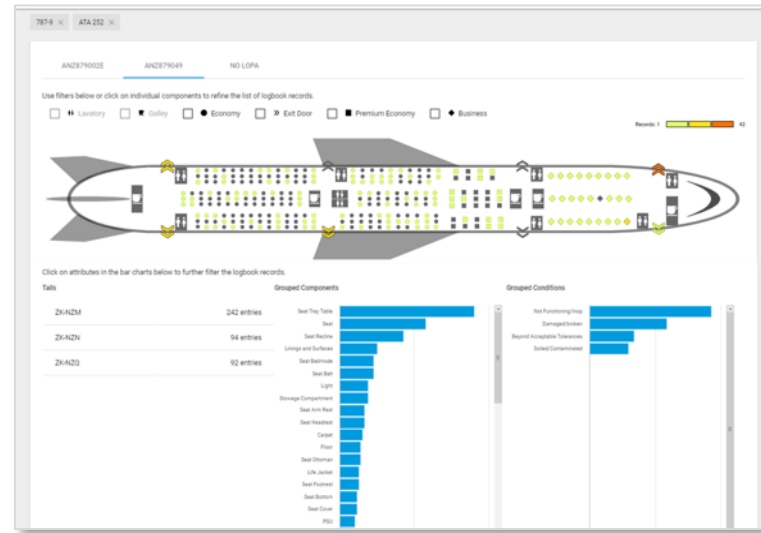 787-9 × ATA 252 ×
ANZ879002E ANZ879049 NO LOPA
Use filters below or click on individual components to refine the list of logbook records.
Lavatory Galley Economy Exit Door Premium Economy Business
Records: 1 42
Click on attributes in the bar charts below to further filter the logbook records.
Tails Grouped Components Grouped Conditions
ZK-NZM 242 entries
ZK-NZN 94 entries
ZK-NZQ 92 entries
Seat Tray Table
Seat
Seat Recline
Linings and Surfaces
Seat Bedmode
Seat Belt
Light
Stowage Compartment
Seat Arm Rest
Seat Headrest
Carpet
Floor
Seat Ottoman
Life Jacket
Seat Footrest
Seat Bottom
Seat Cover
PSU
Not Functioning/Inop
Damaged/broken
Beyond Acceptable Tolerances
Soiled/Contaminated